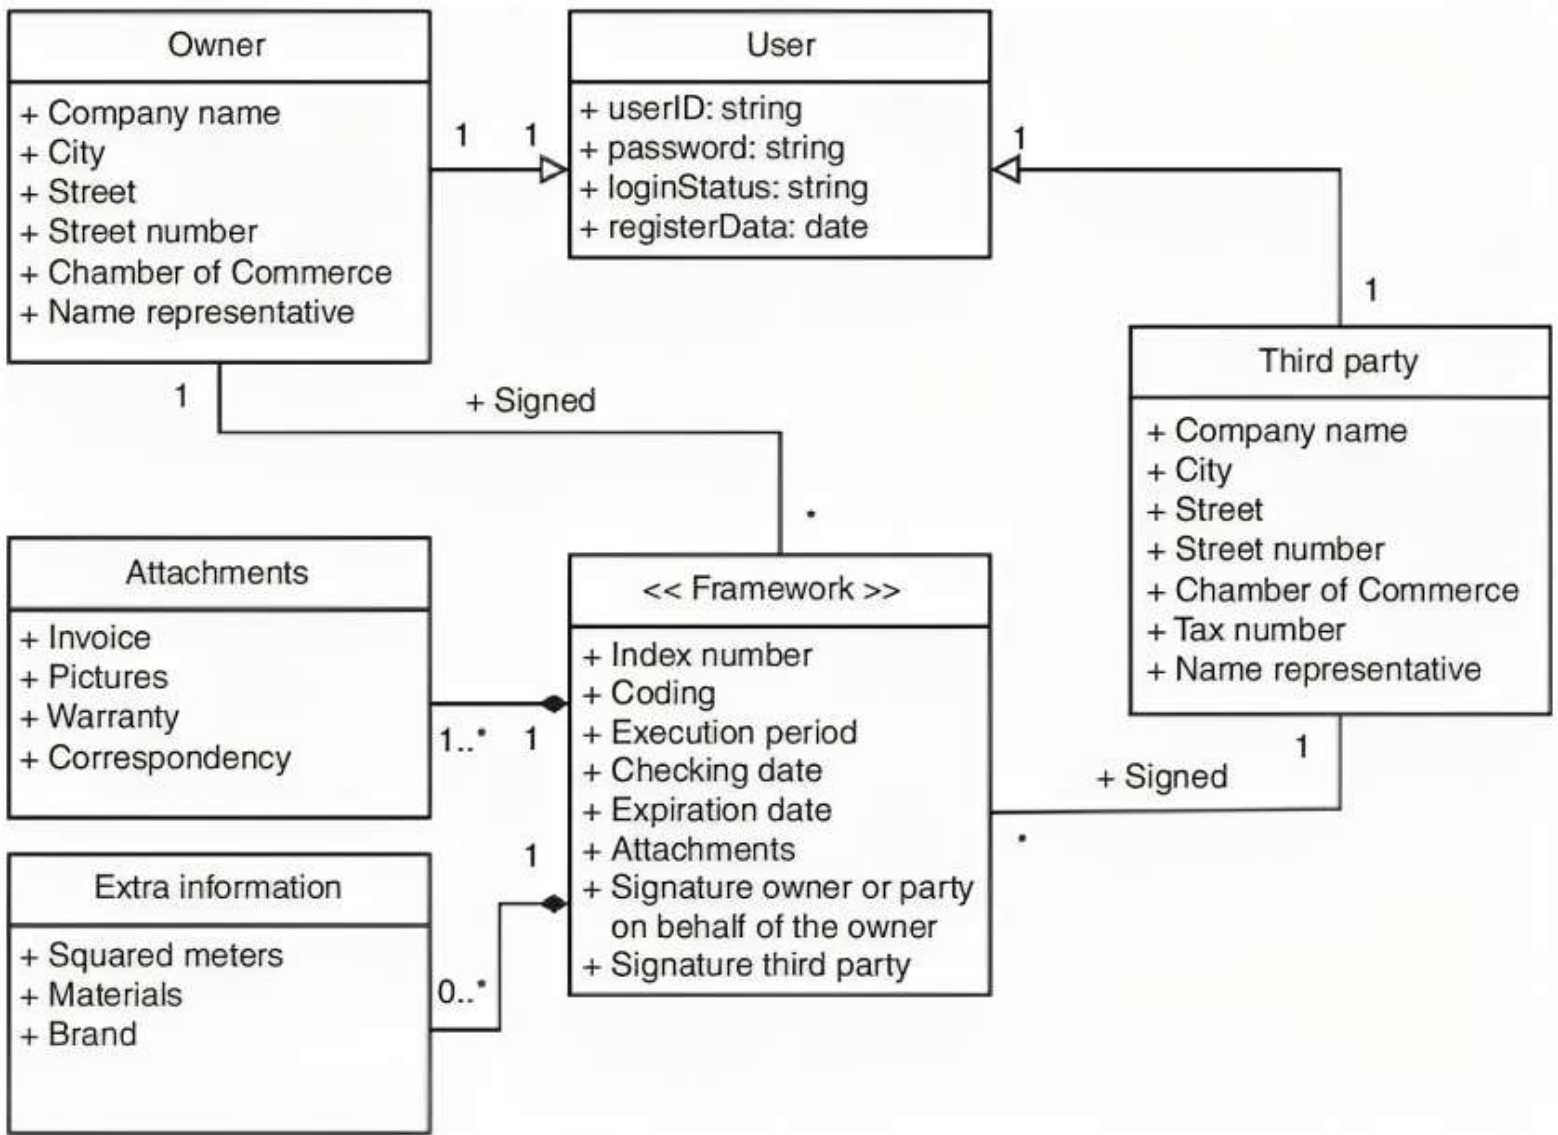 Owner
+ Company name
+ City
+ Street
+ Street number
+ Chamber of Commerce
+ Name representative
1
1
User
+ userID: string
+ password: string
+ loginStatus: string
+ registerData: date
1
1
Third party
+ Company name
+ City
+ Street
+ Street number
+ Chamber of Commerce
+ Tax number
+ Name representative
1
+ Signed
*
Attachments
+ Invoice
+ Pictures
+ Warranty
+ Correspondency
1..*
1
<< Framework >>
+ Index number
+ Coding
+ Execution period
+ Checking date
+ Expiration date
+ Attachments
+ Signature owner or party
on behalf of the owner
+ Signature third party
1
+ Signed
*
Extra information
+ Squared meters
+ Materials
+ Brand
1
0..*